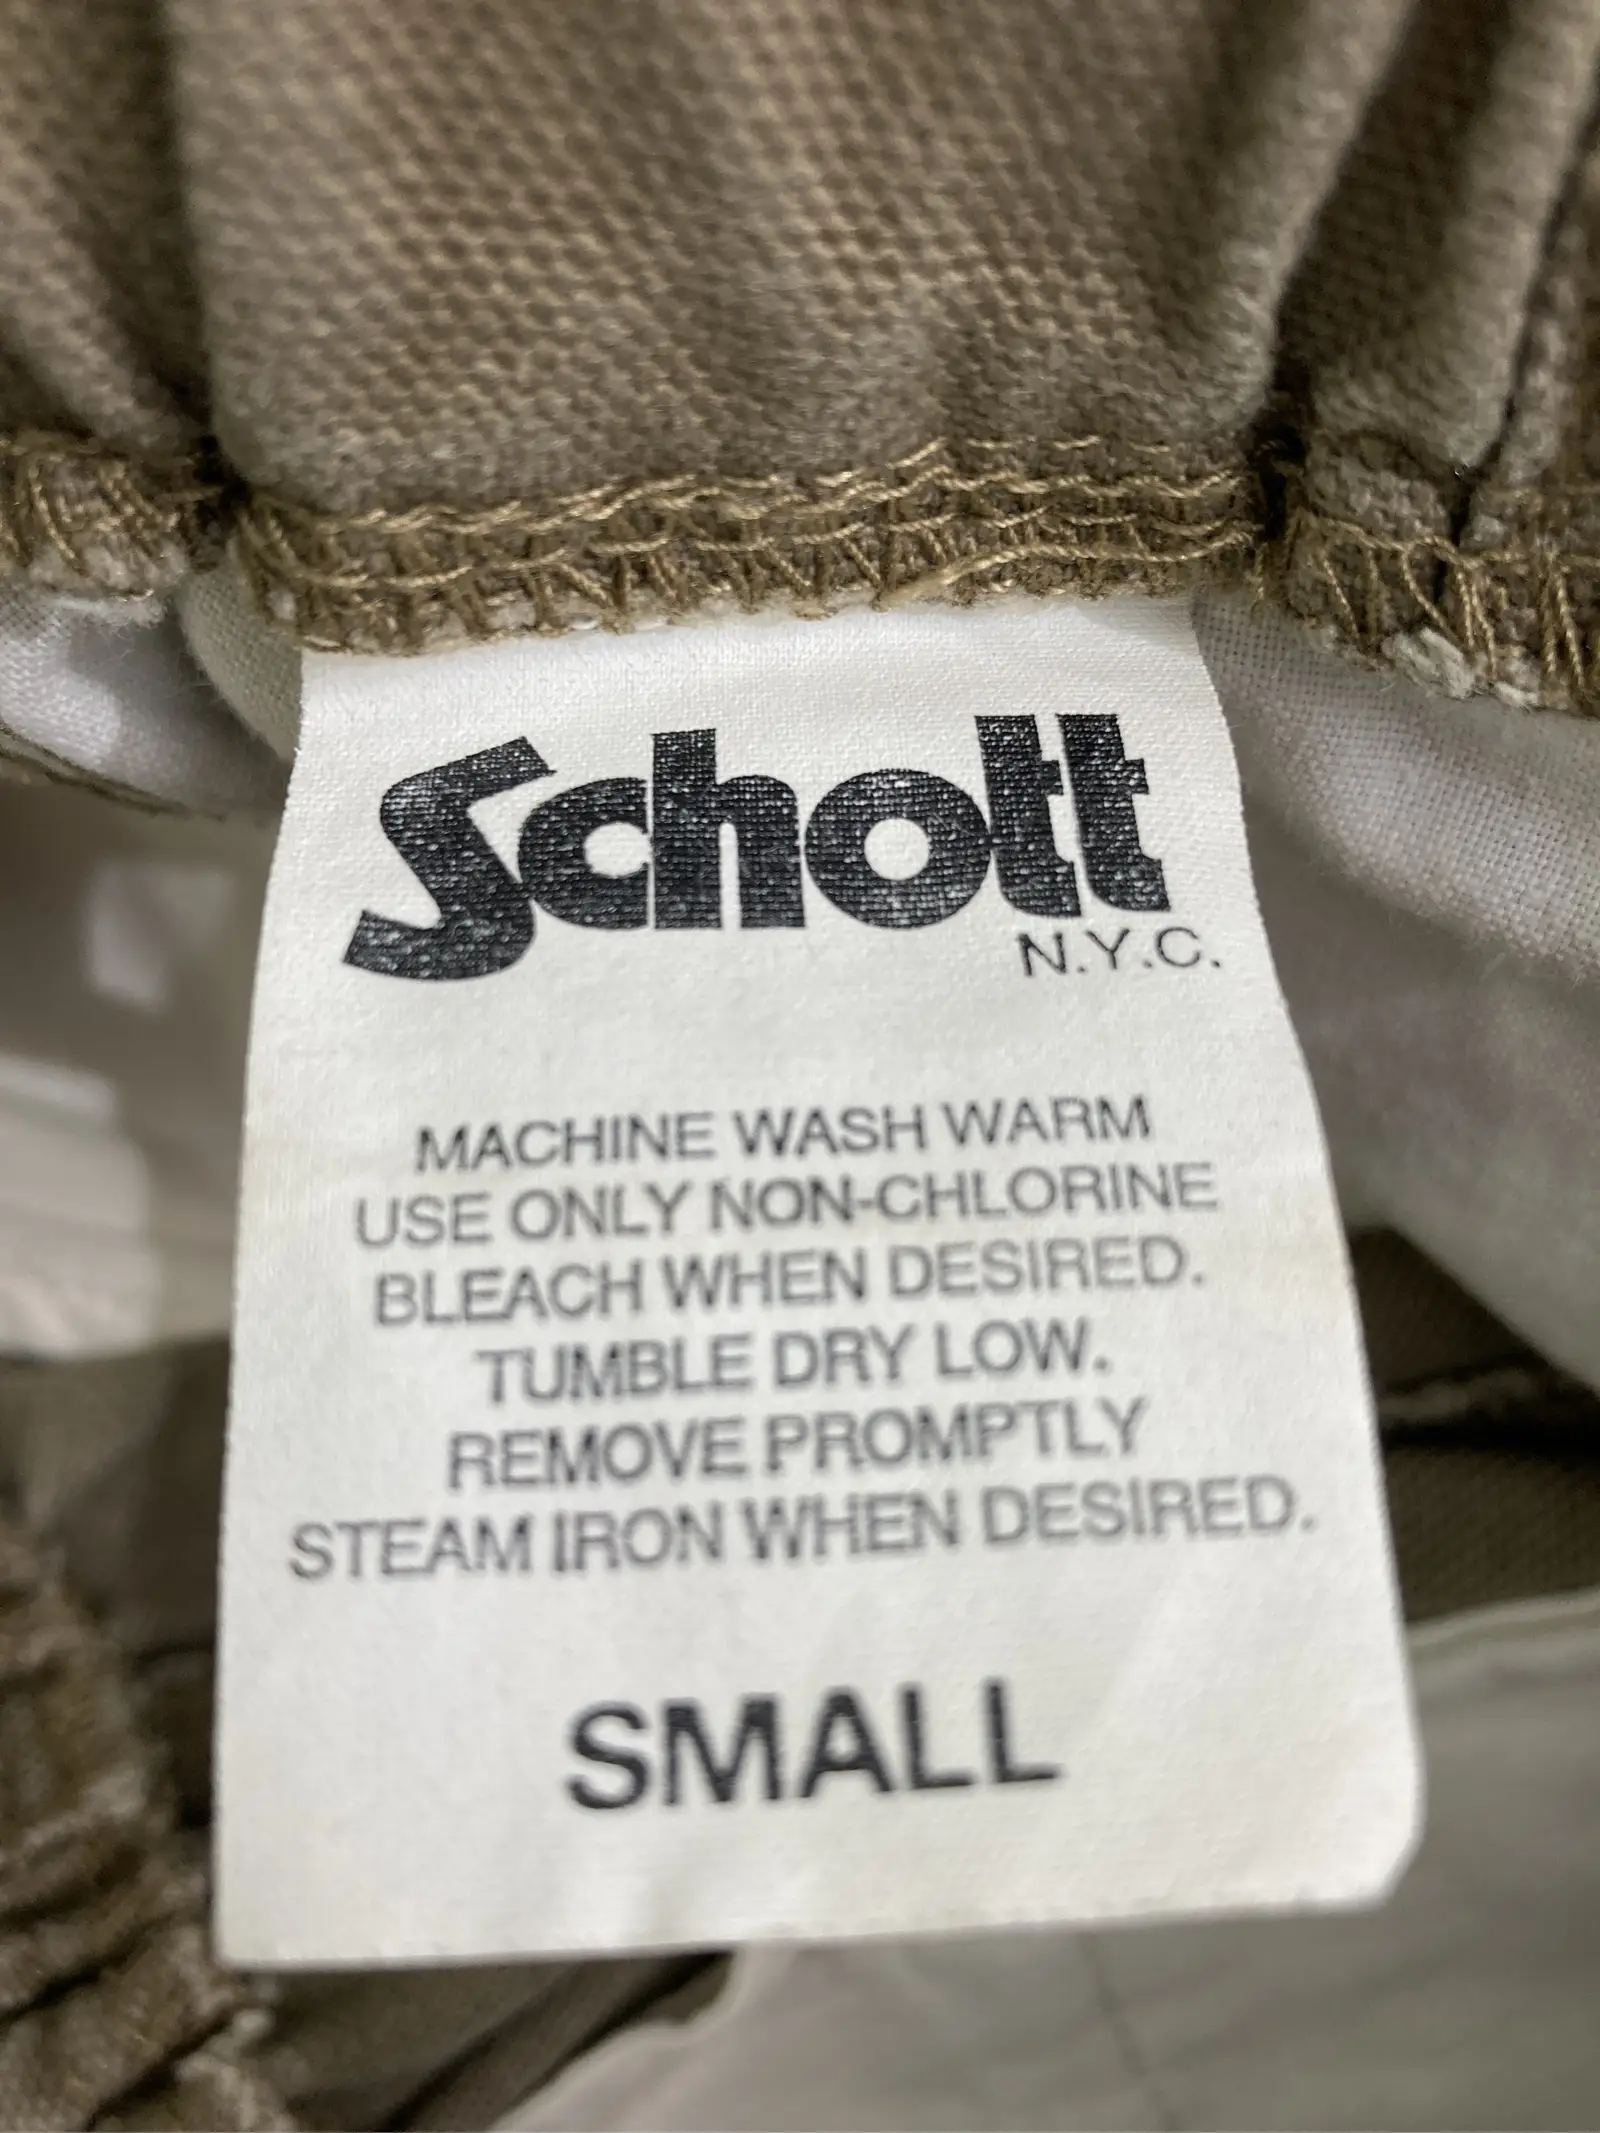 Schott
N.Y.C.
MACHINE WASH WARM
USE ONLY NON-CHLORINE
BLEACH WHEN DESIRED.
TUMBLE DRY LOW.
REMOVE PROMPTLY
STEAM IRON WHEN DESIRED.
SMALL